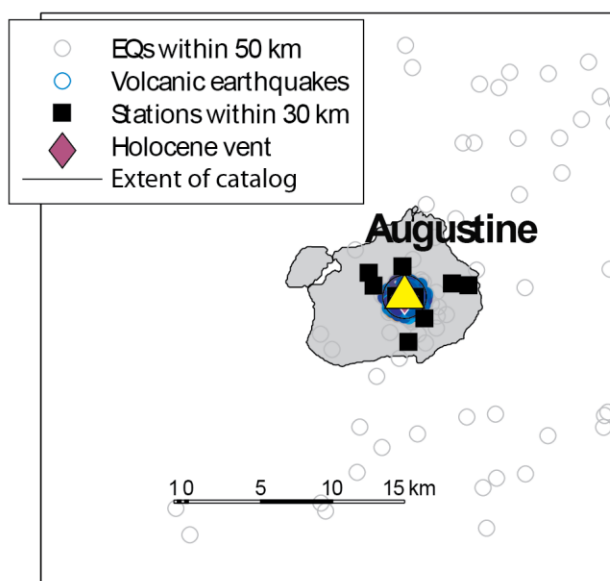 EQs within 50 km
Volcanic earthquakes
Stations within 30 km
Holocene vent
Extent of catalog
Augustine
1 0 5 10 15 km